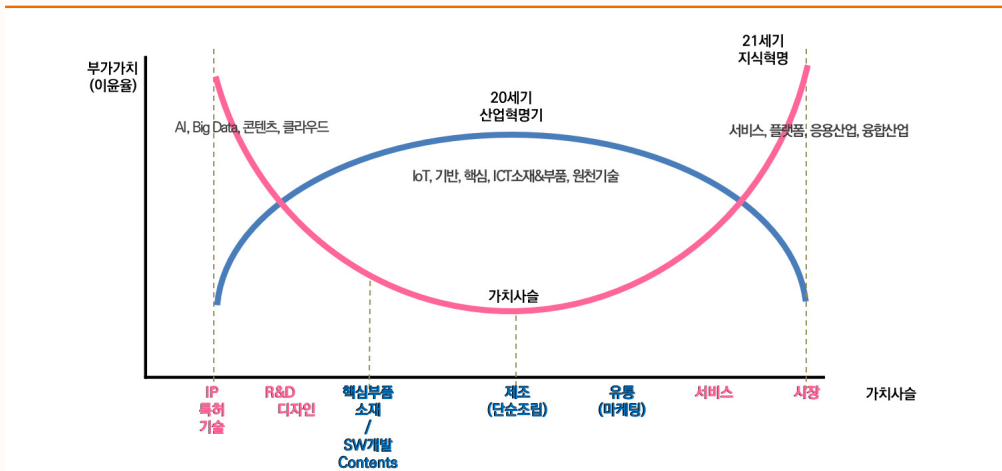 부가가치
(이윤율)
21세기
지식혁명
20세기
산업혁명기
AI, Big Data, 콘텐츠, 클라우드
서비스, 플랫폼, 응용산업, 융합산업
IoT, 기반, 핵심, ICT소재&부품, 원천기술
가치사슬
IP
특허
기술
R&D
디자인
핵심부품
소재
/
SW개발
Contents
제조
(단순조립)
유통
(마케팅)
서비스
시장
가치사슬